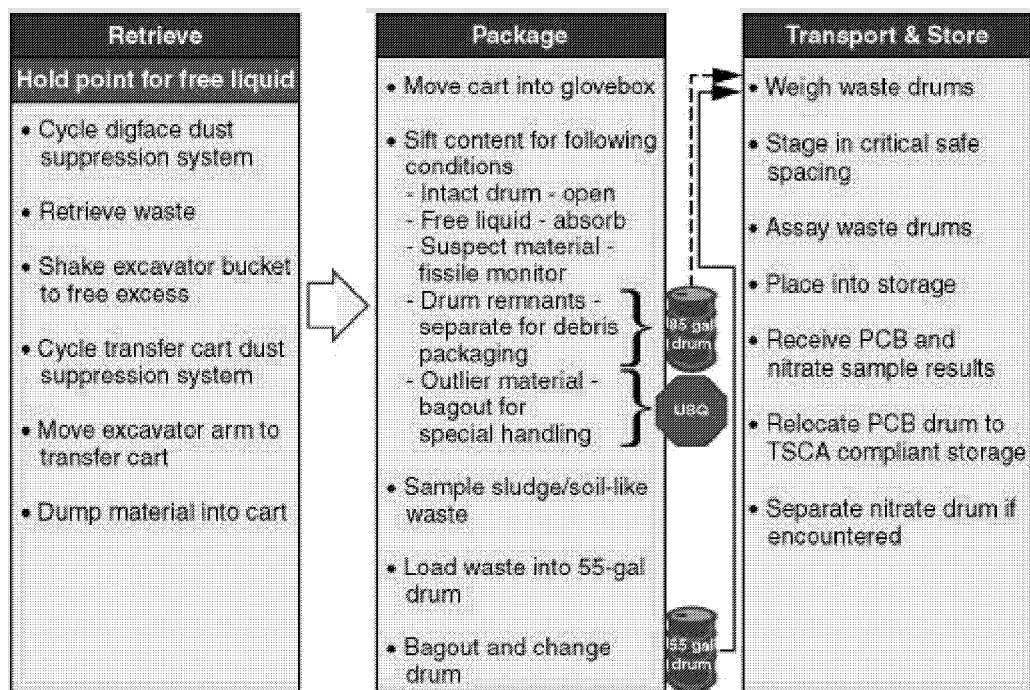 Retrieve
Hold point for free liquid
• Cycle digface dust
suppression system
• Retrieve waste
• Shake excavator bucket
to free excess
• Cycle transfer cart dust
suppression system
• Move excavator arm to
transfer cart
• Dump material into cart
Package
• Move cart into glovebox
• Sift content for following
conditions
- Intact drum - open
- Free liquid - absorb
- Suspect material -
fissile monitor
- Drum remnants -
separate for debris
packaging
- Outlier material -
bagout for
special handling
• Sample sludge/soil-like
waste
• Load waste into 55-gal
drum
• Bagout and change
drum
85 gal
drum
USQ
55 gal
drum
Transport & Store
• Weigh waste drums
• Stage in critical safe
spacing
• Assay waste drums
• Place into storage
• Receive PCB and
nitrate sample results
• Relocate PCB drum to
TSCA compliant storage
• Separate nitrate drum if
encountered